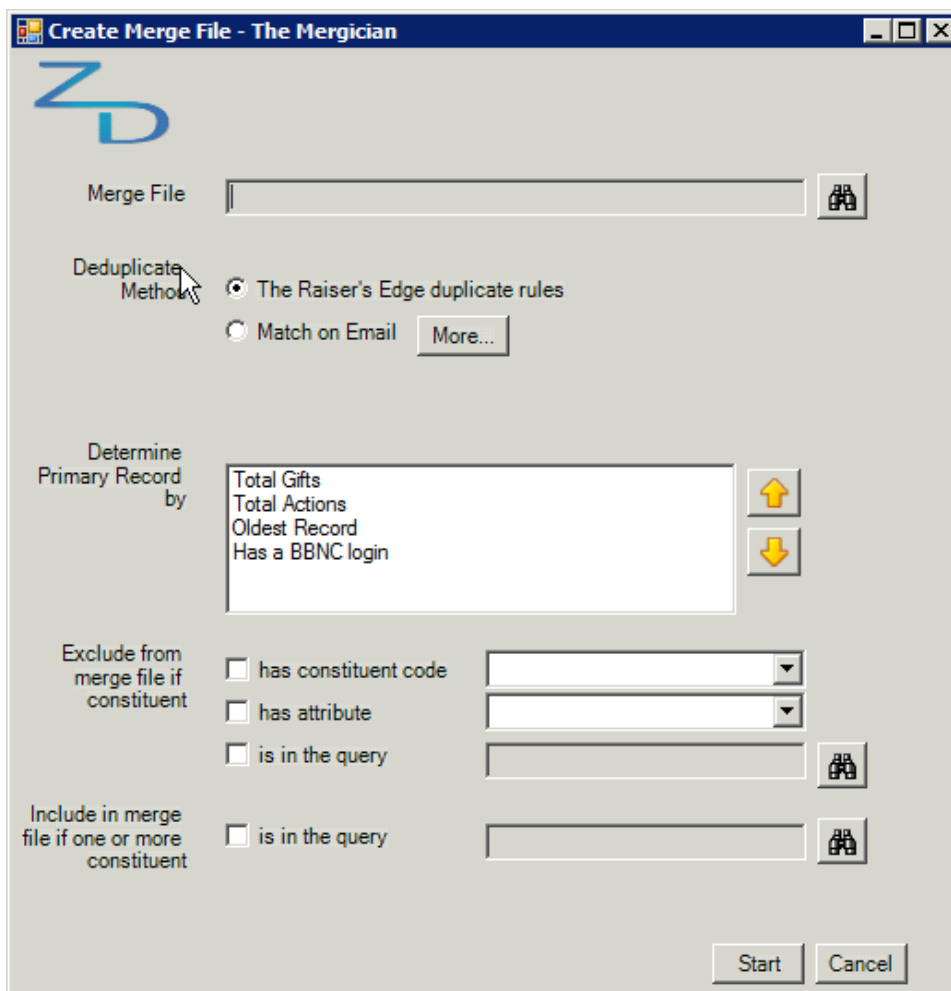 Create Merge File - The Mergician
ZD
Merge File
Deduplicate
Method
The Raiser's Edge duplicate rules
Match on Email
More...
Determine
Primary Record
by
Total Gifts
Total Actions
Oldest Record
Has a BBNC login
Exclude from
merge file if
constituent
has constituent code
has attribute
is in the query
Include in merge
file if one or more
constituent
is in the query
Start
Cancel